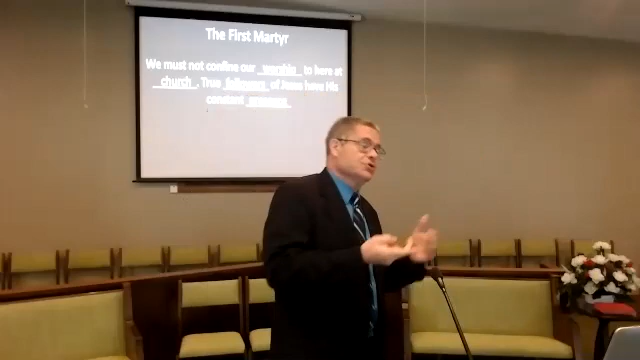 The First Martyr
We must not confine our worship to here at
church. True followers of Jesus have His
constant